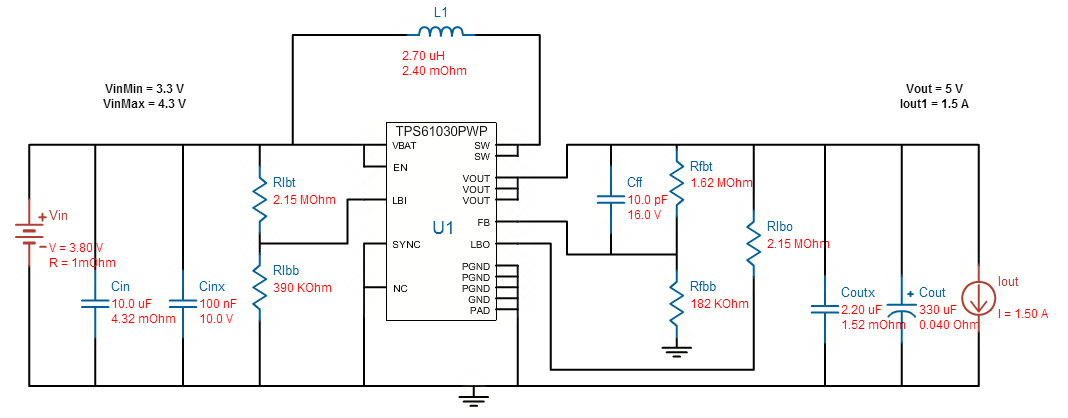 L1
2.70 uH
2.40 mOhm
VinMin = 3.3 V
VinMax = 4.3 V
Vout = 5 V
Iout1 = 1.5 A
TPS61030PWP
VBAT
EN
LBI
SYNC
NC
U1
SW
SW
VOUT
VOUT
VOUT
FB
LBO
PGND
PGND
PGND
GND
PAD
Vin
V = 3.80 V
R = 1mOhm
Cin
10.0 uF
4.32 mOhm
Cinx
100 nF
10.0 V
Rlbt
2.15 MOhm
Rlbb
390 KOhm
Cff
10.0 pF
16.0 V
Rfbt
1.62 MOhm
Rlbo
2.15 MOhm
Rfbb
182 KOhm
Coutx
2.20 uF
1.52 mOhm
Cout
330 uF
0.040 Ohm
Iout
I = 1.50 A